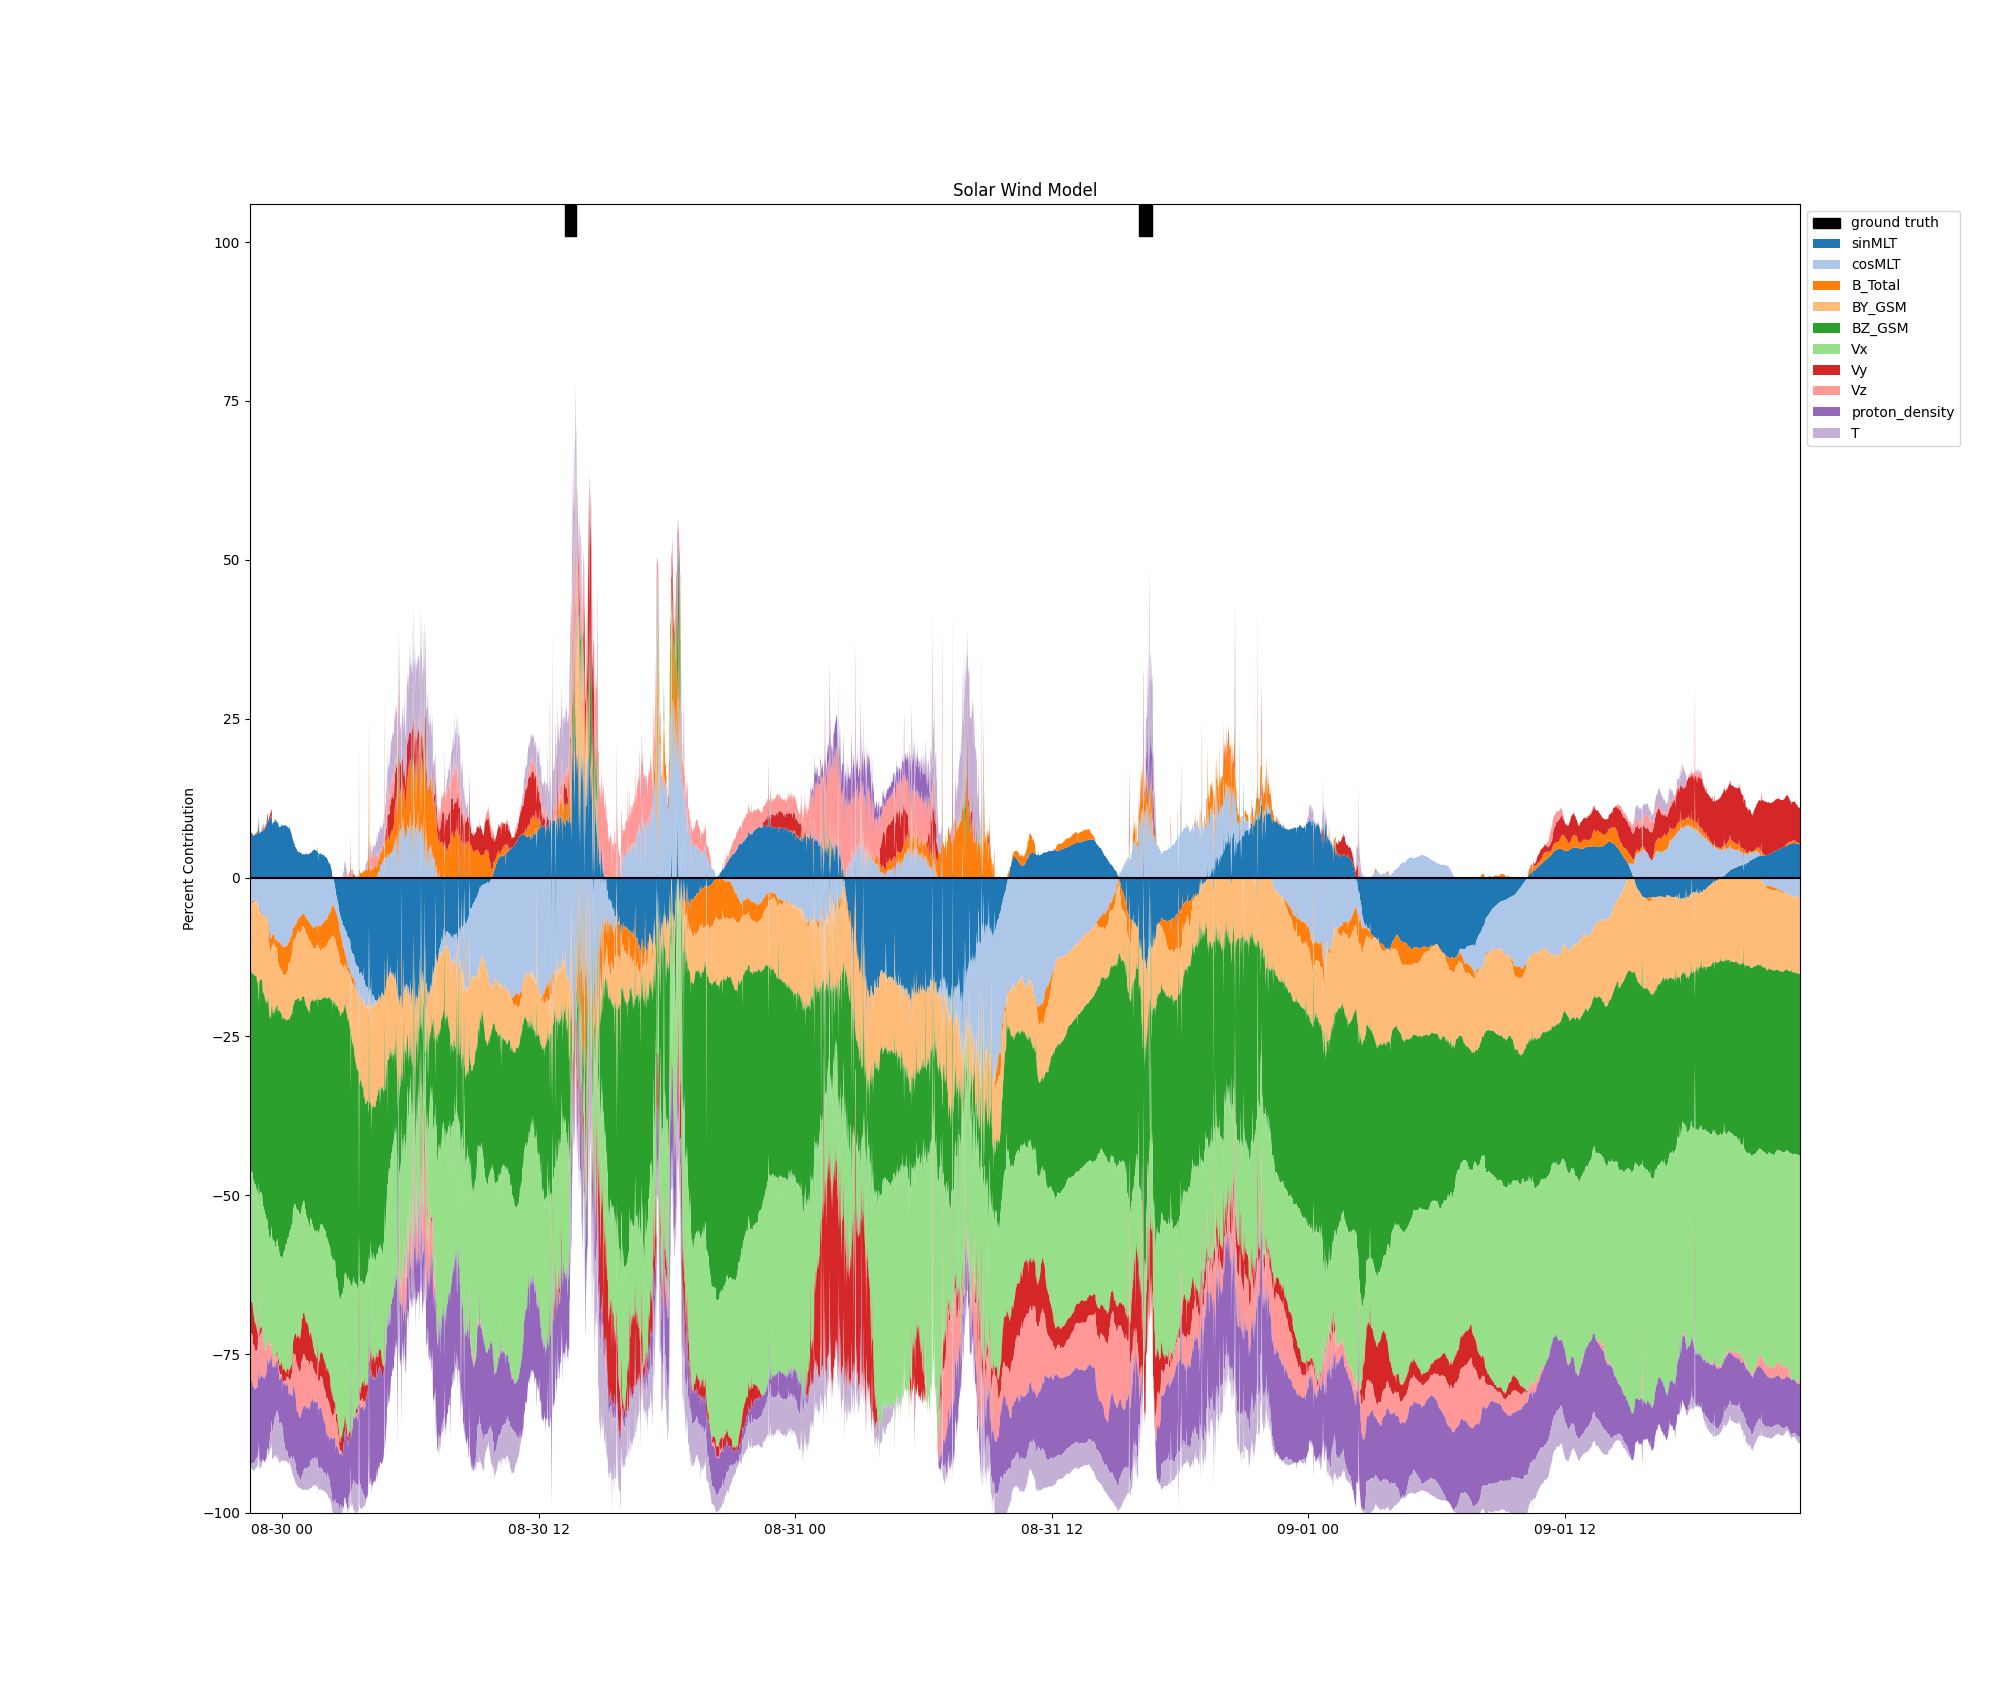 Solar Wind Model
100
75
50
25
0
−25
−50
−75
−100
Percent Contribution
08-30 00
08-30 12
08-31 00
08-31 12
09-01 00
09-01 12
ground truth
sinMLT
cosMLT
B_Total
BY_GSM
BZ_GSM
Vx
Vy
Vz
proton_density
T